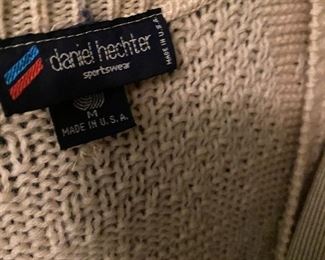 daniel hechter
sportswear
MADE IN U.S.A.
M
MADE IN U.S.A.